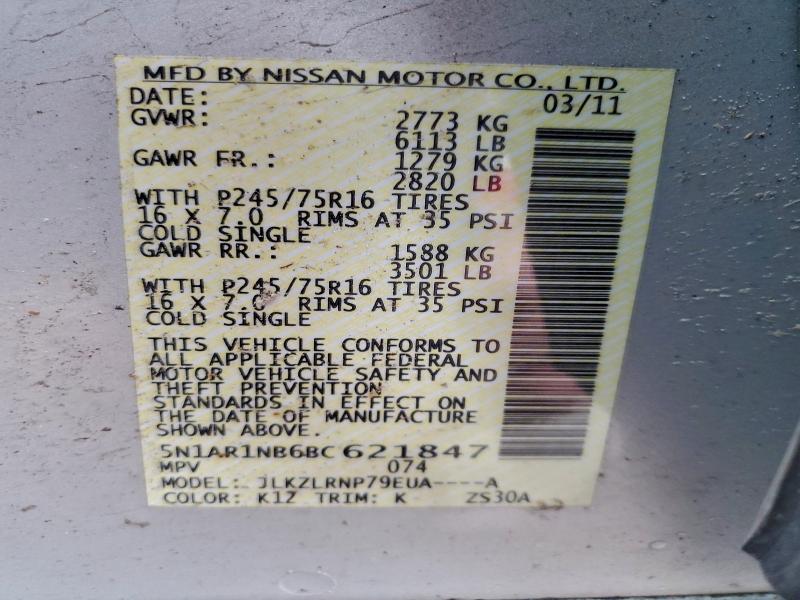 MFD BY NISSAN MOTOR CO., LTD.
DATE: 03/11
GVWR: 2773 KG
6113 LB
GAWR FR.: 1279 KG
2820 LB
WITH P245/75R16 TIRES
16 X 7.0 RIMS AT 35 PSI
COLD SINGLE
GAWR RR.: 1588 KG
3501 LB
WITH P245/75R16 TIRES
16 X 7.0 RIMS AT 35 PSI
COLD SINGLE
THIS VEHICLE CONFORMS TO
ALL APPLICABLE FEDERAL
MOTOR VEHICLE SAFETY AND
THEFT PREVENTION
STANDARDS IN EFFECT ON
THE DATE OF MANUFACTURE
SHOWN ABOVE.
5N1AR1NB6BC 621847
MPV 074
MODEL: JLKZLRNP79EUA----A
COLOR: K12 TRIM: K ZS30A